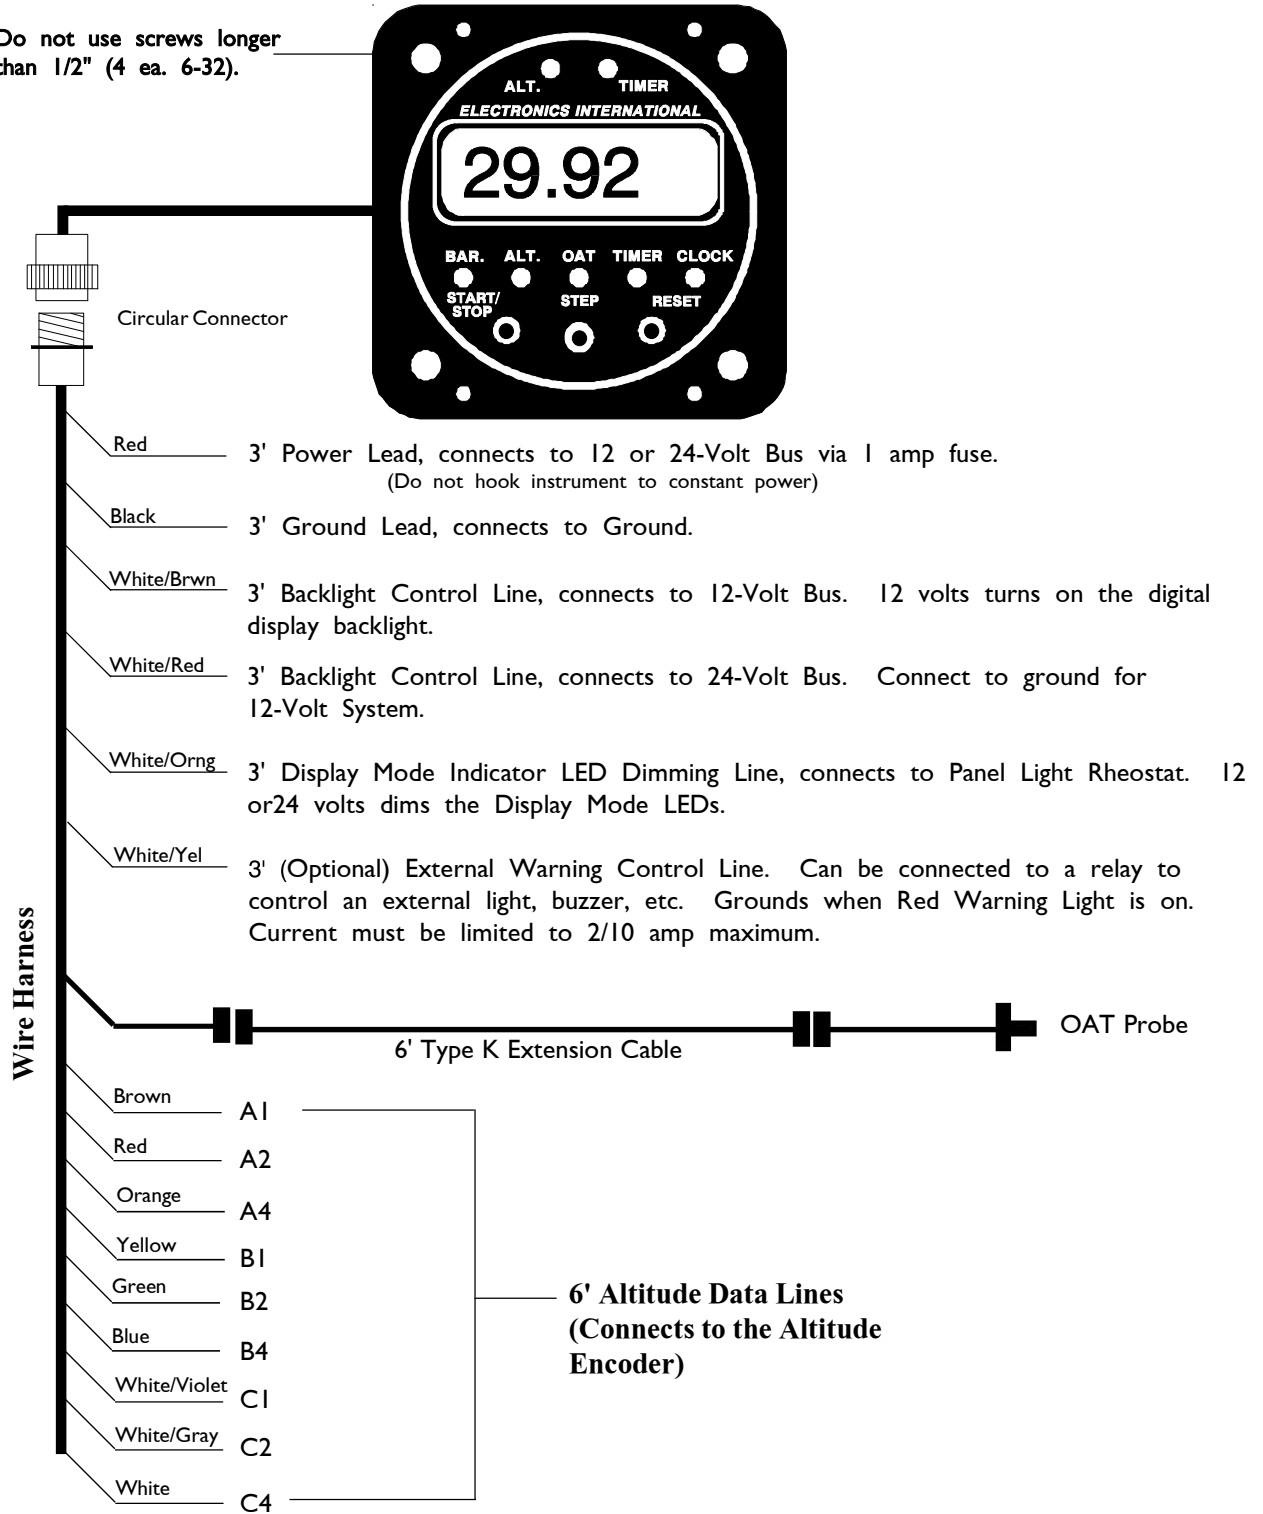 Do not use screws longer
than 1/2" (4 ea. 6-32).
ALT. TIMER
ELECTRONICS INTERNATIONAL
29.92
BAR. ALT. OAT TIMER CLOCK
START/
STOP
STEP
RESET
Circular Connector
Red
3' Power Lead, connects to 12 or 24-Volt Bus via 1 amp fuse.
(Do not hook instrument to constant power)
Black
3' Ground Lead, connects to Ground.
White/Brwn
3' Backlight Control Line, connects to 12-Volt Bus. 12 volts turns on the digital
display backlight.
White/Red
3' Backlight Control Line, connects to 24-Volt Bus. Connect to ground for
12-Volt System.
White/Orng
3' Display Mode Indicator LED Dimming Line, connects to Panel Light Rheostat. 12
or24 volts dims the Display Mode LEDs.
White/Yel
3' (Optional) External Warning Control Line. Can be connected to a relay to
control an external light, buzzer, etc. Grounds when Red Warning Light is on.
Current must be limited to 2/10 amp maximum.
Wire Harness
OAT Probe
6' Type K Extension Cable
Brown A1
Red A2
Orange A4
Yellow B1
Green B2
Blue B4
White/Violet C1
White/Gray C2
White C4
6' Altitude Data Lines
(Connects to the Altitude
Encoder)